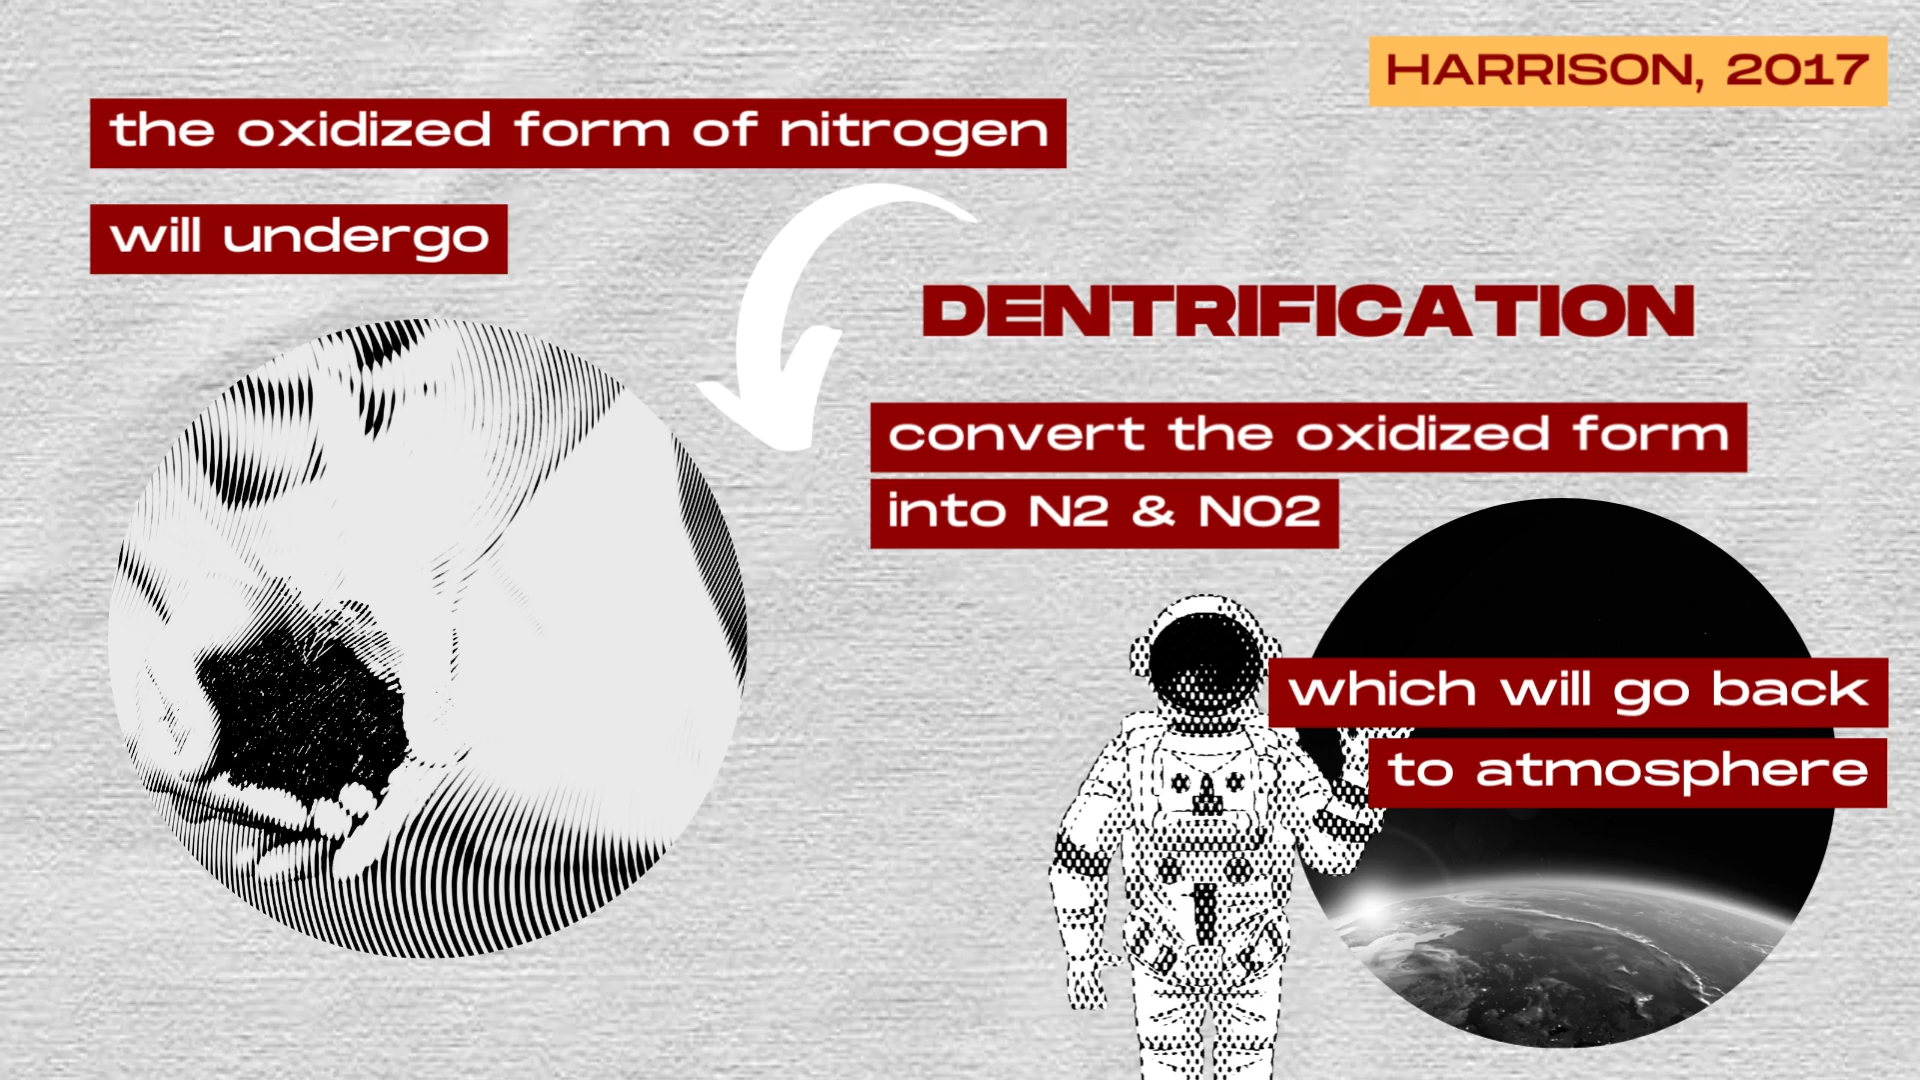 HARRISON, 2017
the oxidized form of nitrogen
will undergo
DENTRIFICATION
convert the oxidized form
into N2 & NO2
which will go back
to atmosphere